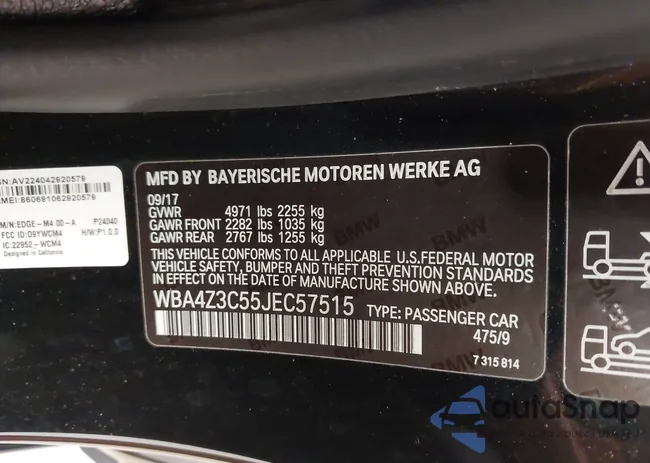 SN:AV224042920579
IMEI:860691062920579
M/N:EDGE-M4 00-A P24040
FCC ID:O9YWCM4 H/W:P1.0.0
IC:22952-WCM4
Designed in California
MFD BY BAYERISCHE MOTOREN WERKE AG
09/17
GVWR 4971 lbs 2255 kg
GAWR FRONT 2282 lbs 1035 kg
GAWR REAR 2767 lbs 1255 kg
THIS VEHICLE CONFORMS TO ALL APPLICABLE U.S.FEDERAL MOTOR
VEHICLE SAFETY, BUMPER,AND THEFT PREVENTION STANDARDS
IN EFFECT ON THE DATE OF MANUFACTURE SHOWN ABOVE.
WBA4Z3C55JEC57515 TYPE: PASSENGER CAR
475/9
7 315 814
autoSnap